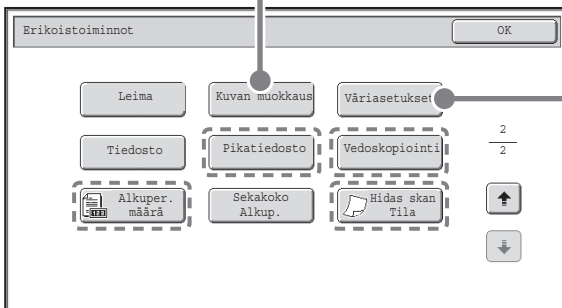 Erikoistoiminnot
OK
Leima
Kuvan muokkaus
Väriasetukset
Tiedosto
Pikatiedosto
Vedoskopiointi
2
2
Alkuper.
määrä
Sekakoko
Alkup.
Hidas skan
Tila